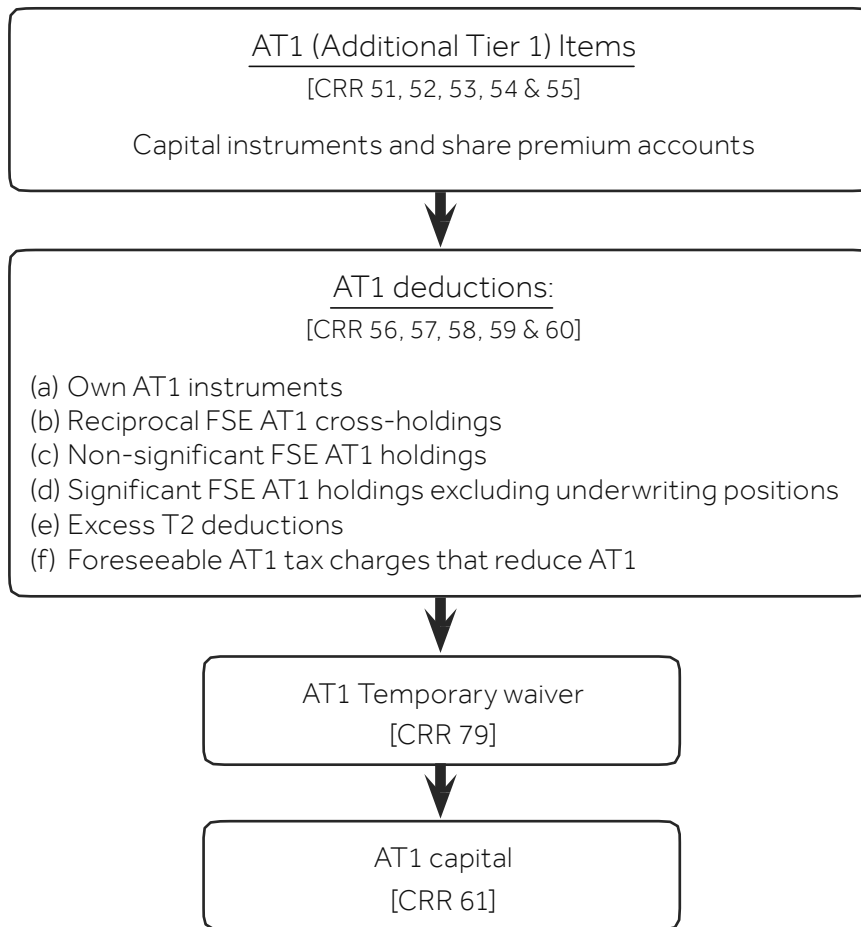 AT1 (Additional Tier 1) Items
[CRR 51, 52, 53, 54 & 55]
Capital instruments and share premium accounts
AT1 deductions:
[CRR 56, 57, 58, 59 & 60]
(a) Own AT1 instruments
(b) Reciprocal FSE AT1 cross-holdings
(c) Non-significant FSE AT1 holdings
(d) Significant FSE AT1 holdings excluding underwriting positions
(e) Excess T2 deductions
(f) Foreseeable AT1 tax charges that reduce AT1
AT1 Temporary waiver
[CRR 79]
AT1 capital
[CRR 61]